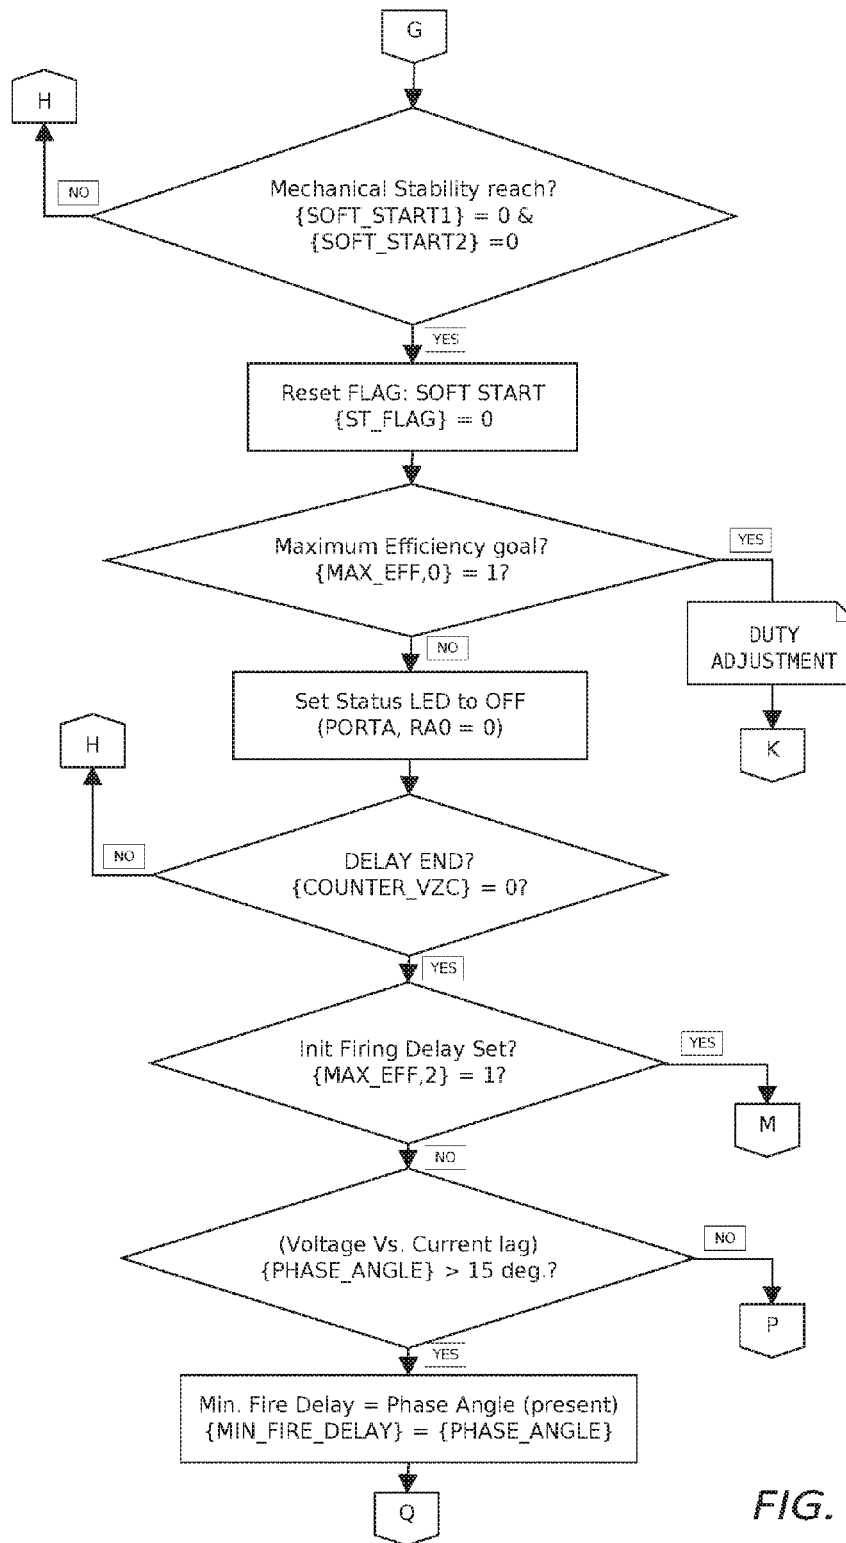 G
H
NO
Mechanical Stability reach?
{SOFT_START1} = 0 &
{SOFT_START2} =0
YES
Reset FLAG: SOFT START
{ST_FLAG} = 0
Maximum Efficiency goal?
{MAX_EFF,0} = 1?
YES
DUTY
ADJUSTMENT
K
NO
Set Status LED to OFF
(PORTA, RA0 = 0)
H
NO
DELAY END?
{COUNTER_VZC} = 0?
YES
Init Firing Delay Set?
{MAX_EFF,2} = 1?
YES
M
NO
(Voltage Vs. Current lag)
{PHASE_ANGLE} > 15 deg.?
NO
P
YES
Min. Fire Delay = Phase Angle (present)
{MIN_FIRE_DELAY} = {PHASE_ANGLE}
Q
FIG.